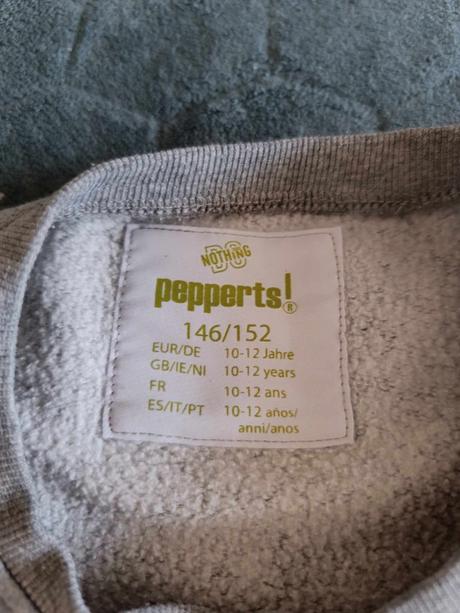 DO
NOTHING
pepperts!®
146/152
EUR/DE 10-12 Jahre
GB/IE/NI 10-12 years
FR 10-12 ans
ES/IT/PT 10-12 años/
anni/anos